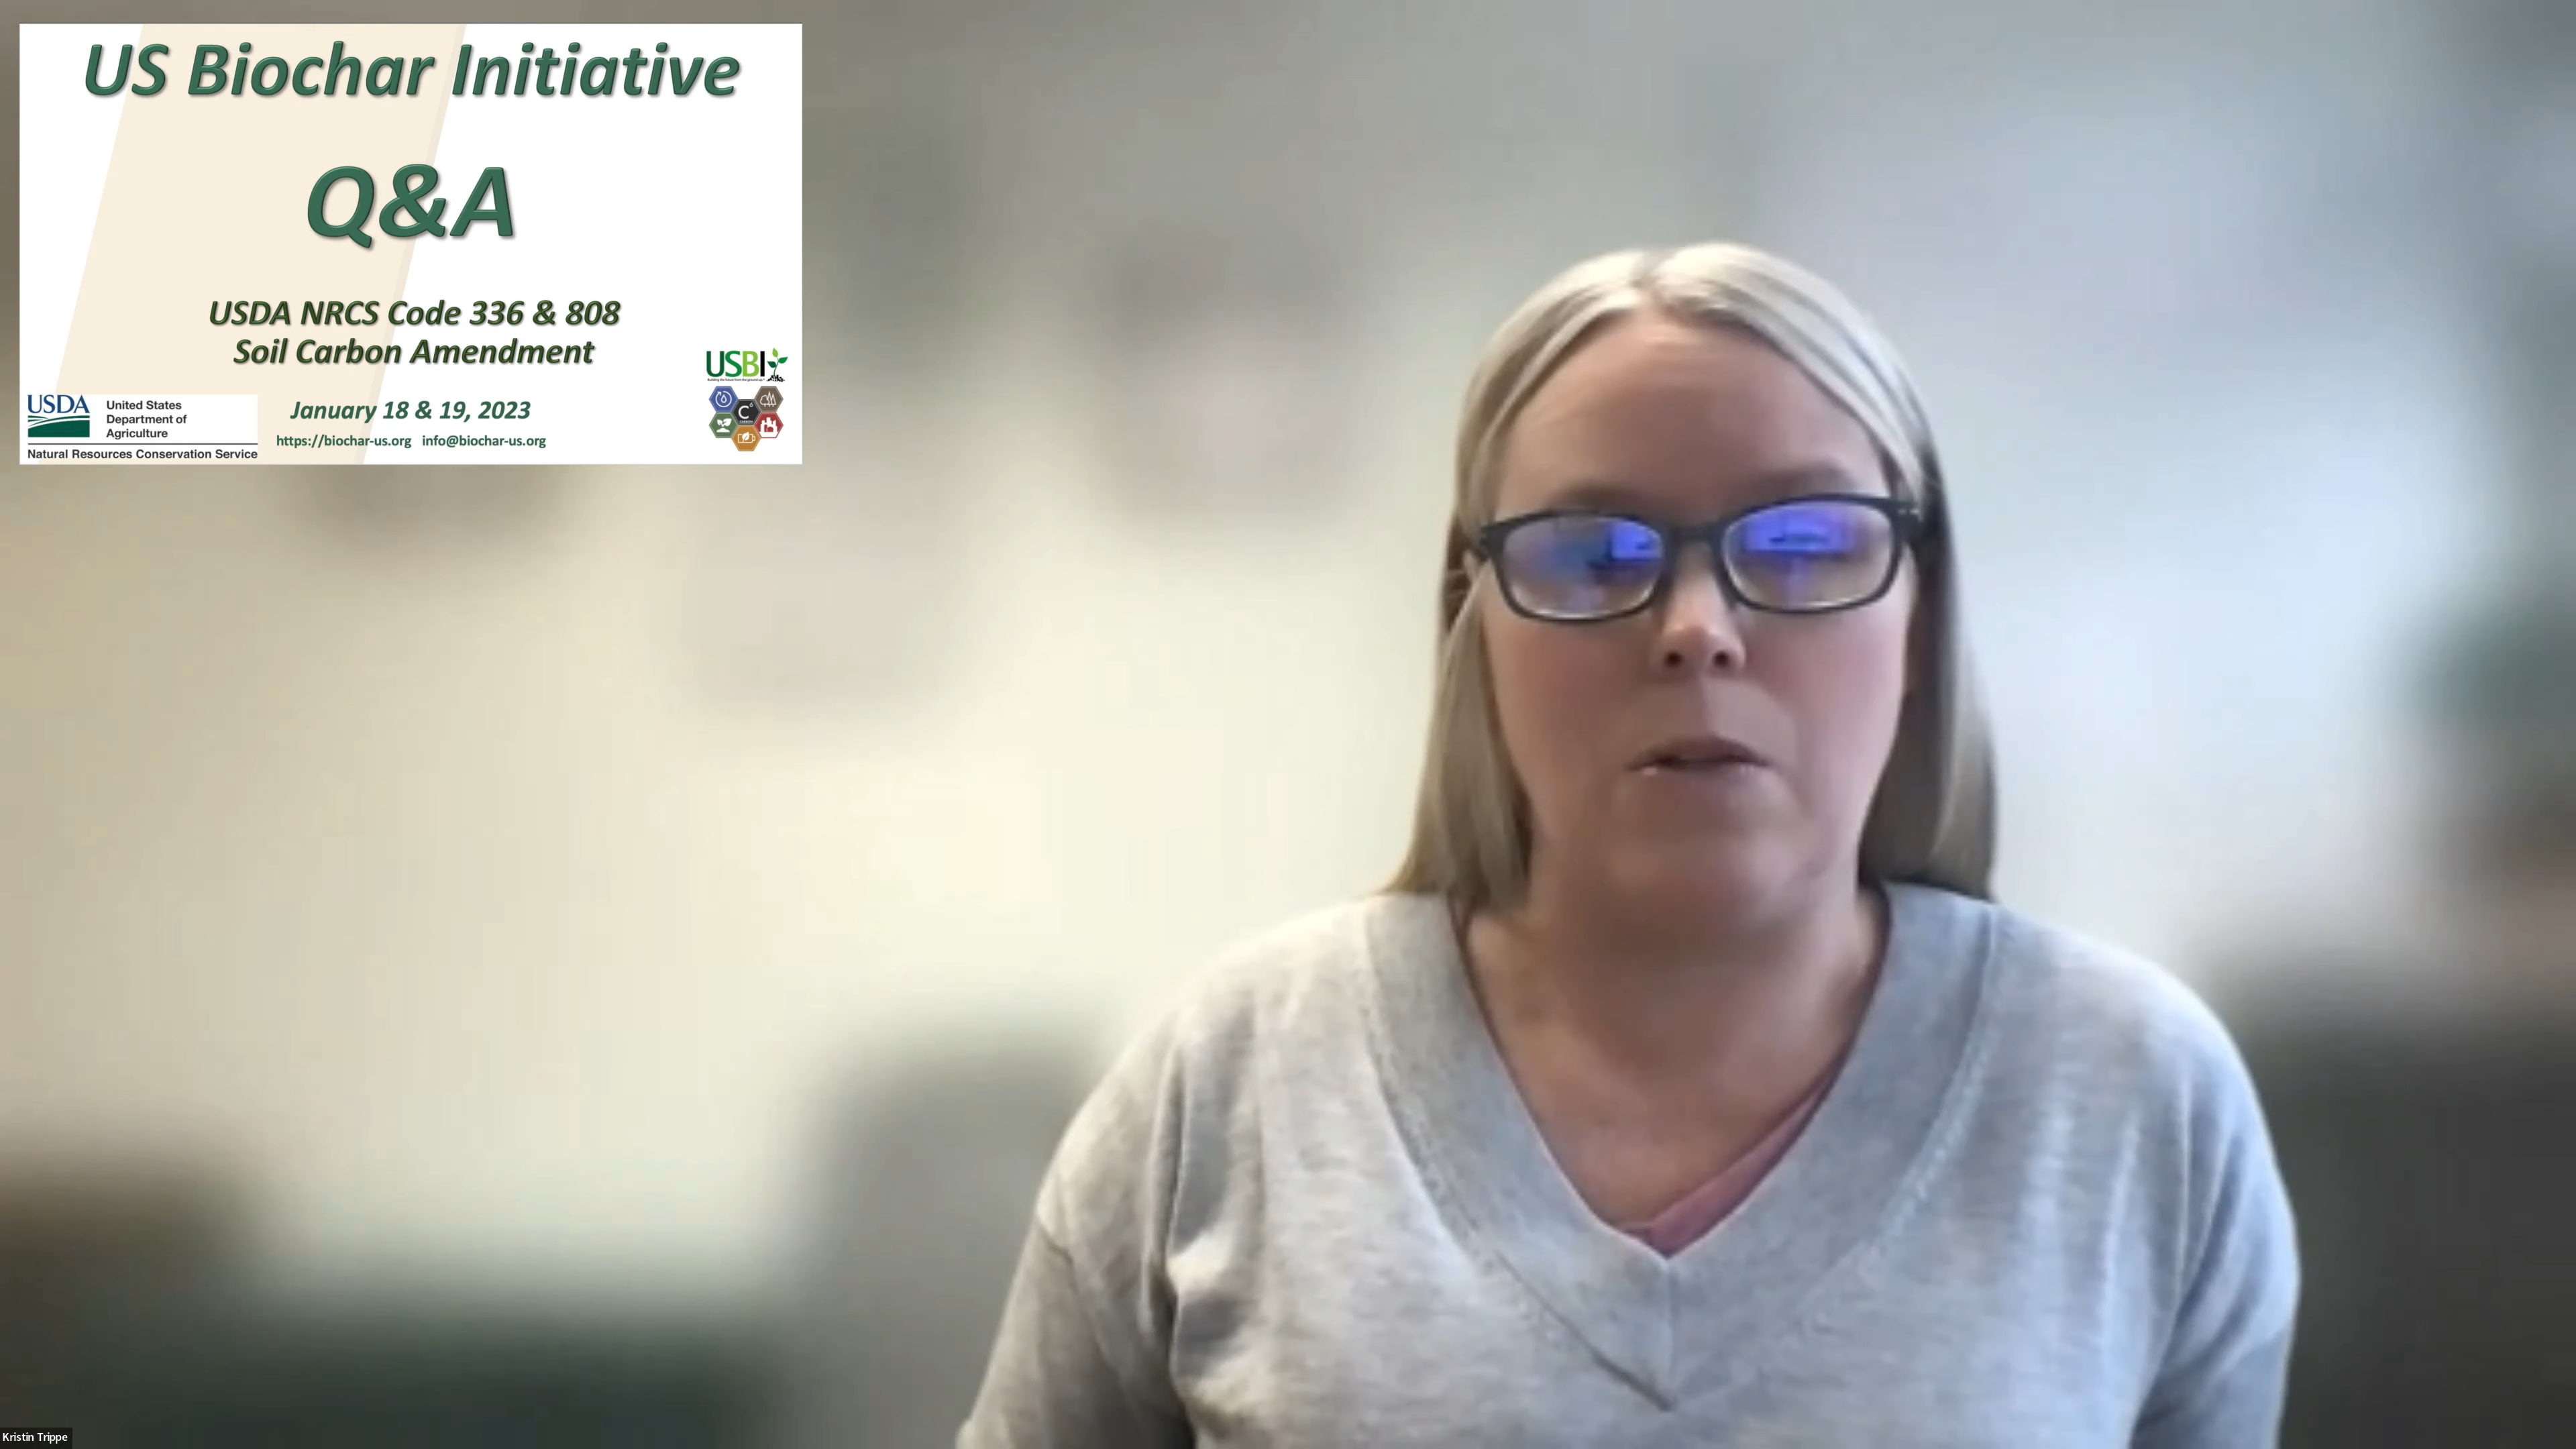 US Biochar Initiative
Q&A
USDA NRCS Code 336 & 808
Soil Carbon Amendment
January 18 & 19, 2023
https://biochar-us.org info@biochar-us.org
USDA
United States
Department of
Agriculture
Natural Resources Conservation Service
USBI
C
Kristin Trippe